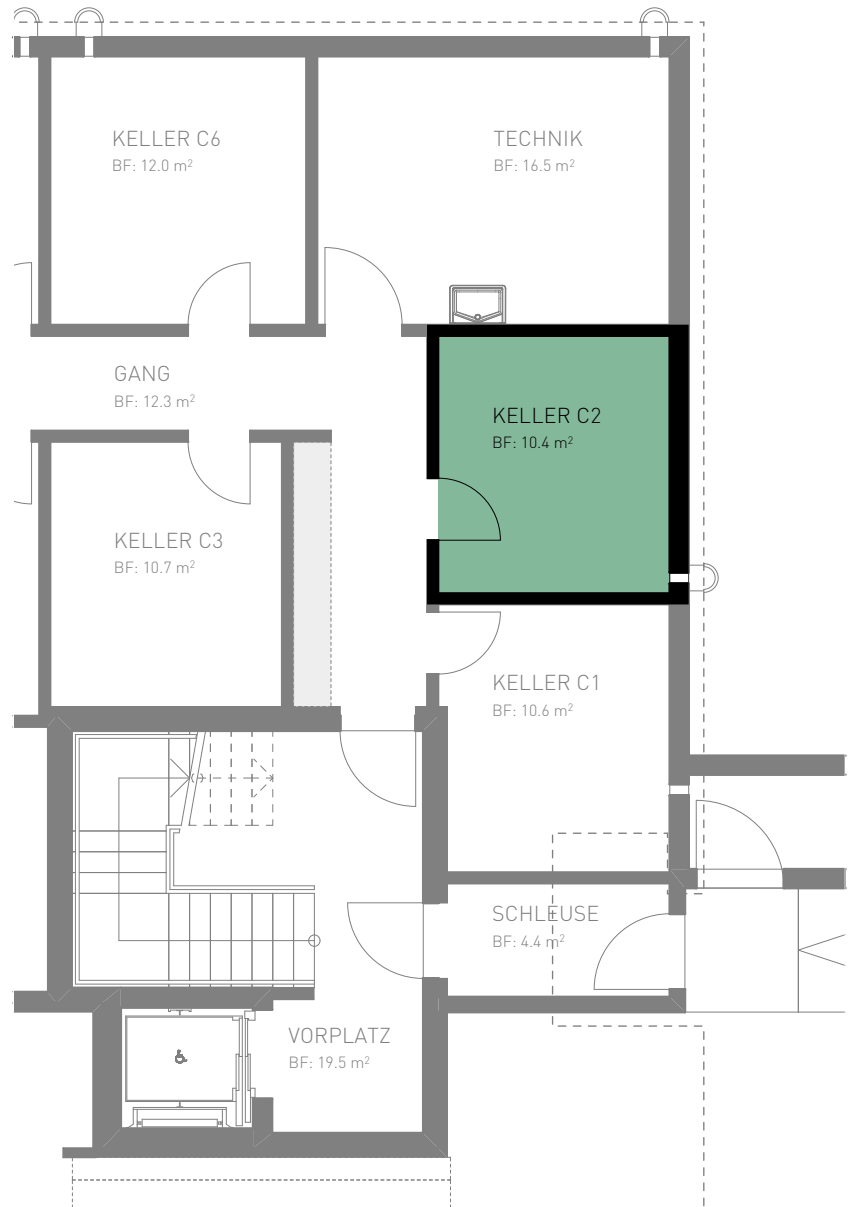 KELLER C6
BF: 12.0 m²
TECHNIK
BF: 16.5 m²
GANG
BF: 12.3 m²
KELLER C2
BF: 10.4 m²
KELLER C3
BF: 10.7 m²
KELLER C1
BF: 10.6 m²
SCHLEUSE
BF: 4.4 m²
VORPLATZ
BF: 19.5 m²